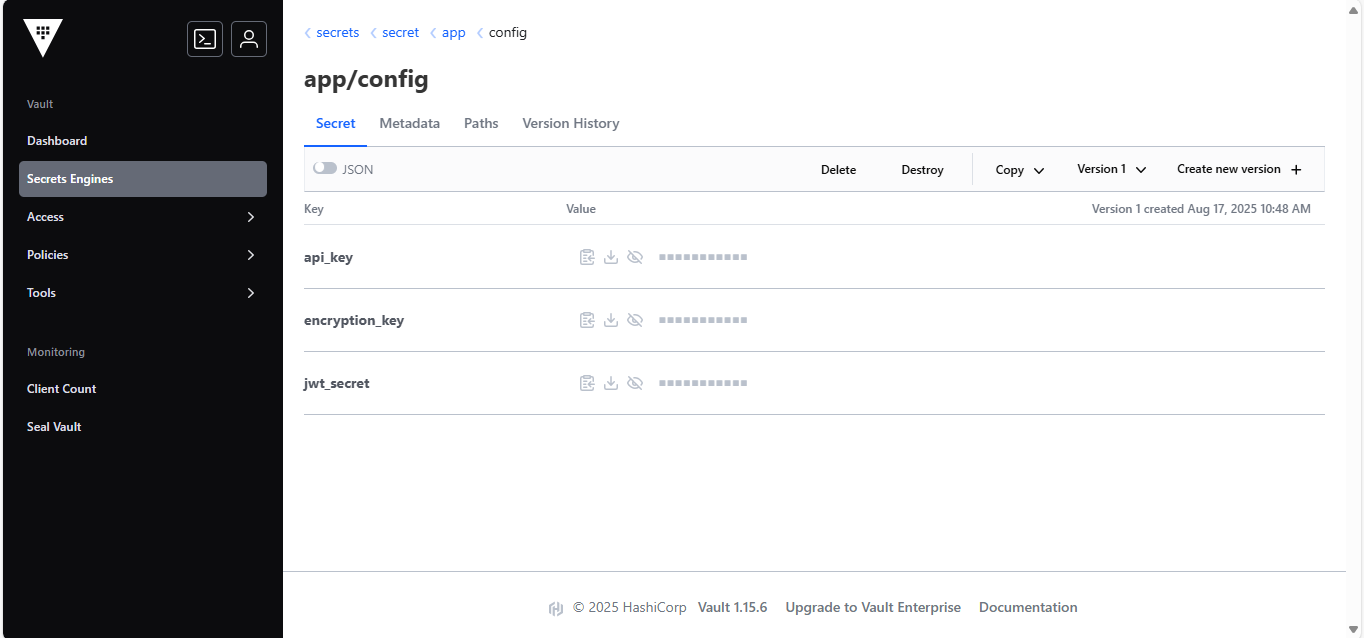 Vault
Dashboard
Secrets Engines
Access
Policies
Tools
Monitoring
Client Count
Seal Vault
secrets secret app config
app/config
Secret Metadata Paths Version History
JSON Delete Destroy Copy Version 1 Create new version
Key Value Version 1 created Aug 17, 2025 10:48 AM
api_key
encryption_key
jwt_secret
© 2025 HashiCorp Vault 1.15.6 Upgrade to Vault Enterprise Documentation